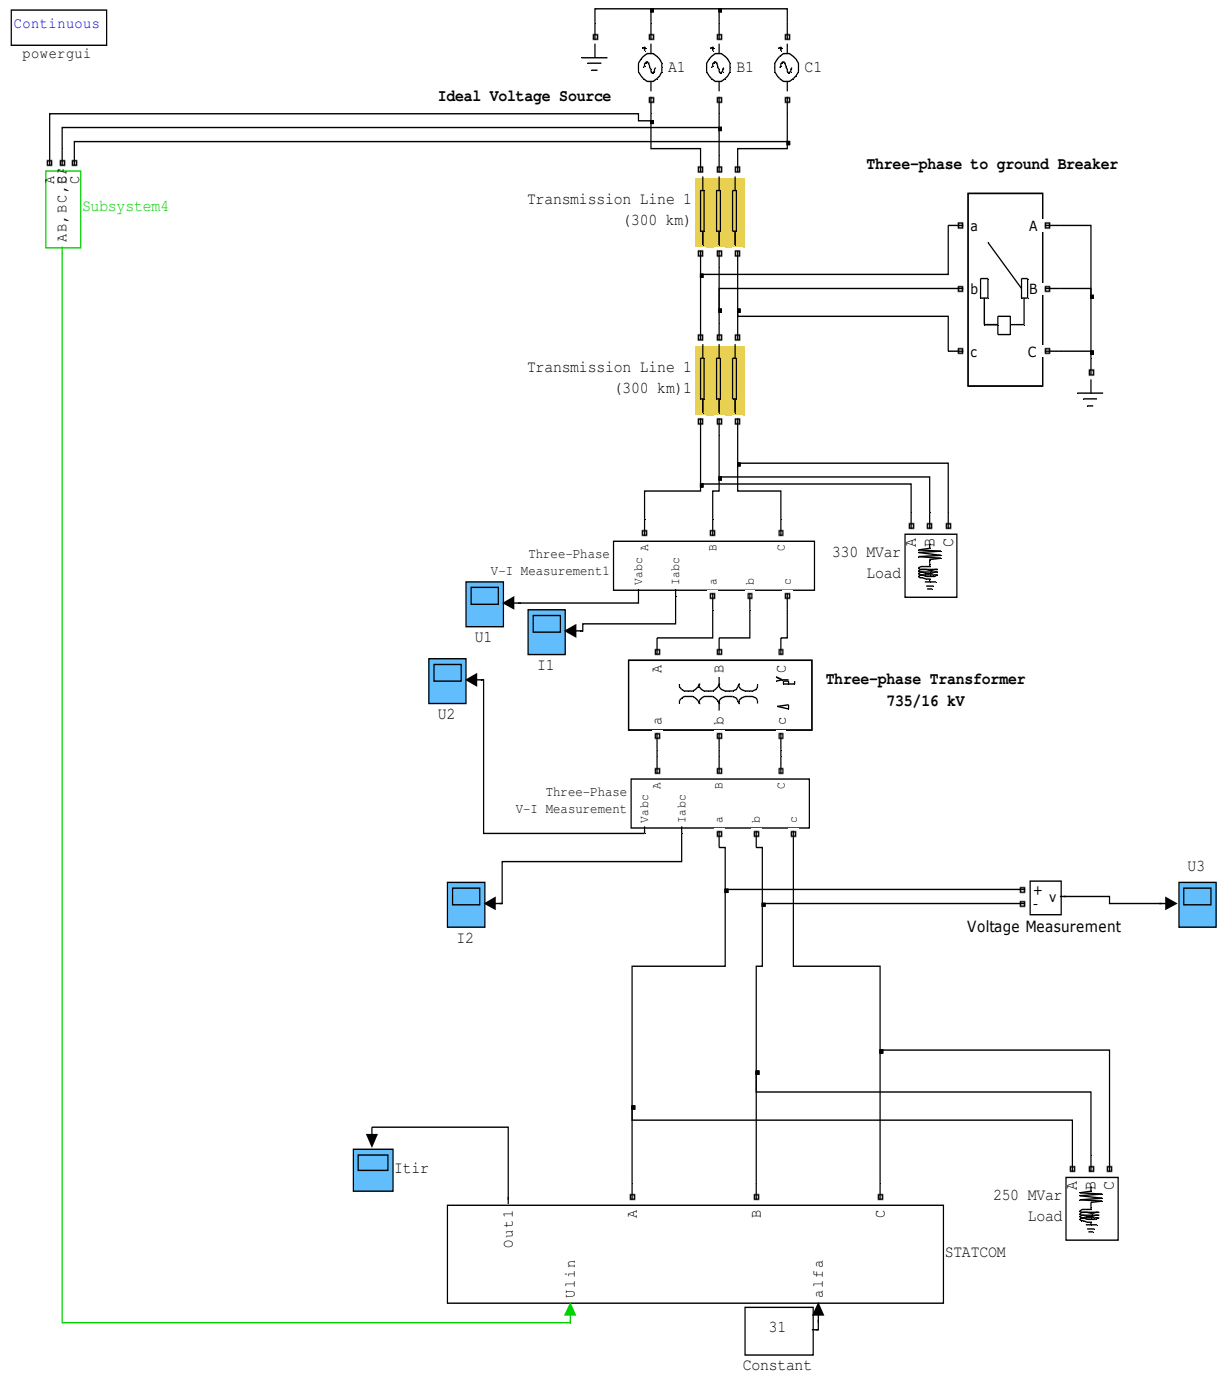 Continuous
powergui
A1
B1
C1
Ideal Voltage Source
A
B
C
AB,BC,CA
Subsystem4
Transmission Line 1
(300 km)
Three-phase to ground Breaker
a
A
b
B
c
C
Transmission Line 1
(300 km)1
330 MVar
Load
A
B
C
Three-Phase
V-I Measurement1
A
B
C
Vabc
Iabc
a
b
c
U1
I1
U2
A
B
C
a
b
c
Three-phase Transformer
735/16 kV
Three-Phase
V-I Measurement
A
B
C
Vabc
Iabc
a
b
c
I2
+
-
v
Voltage Measurement
U3
Itir
250 MVar
Load
A
B
C
Out1
A
B
C
Ulin
alfa
STATCOM
31
Constant